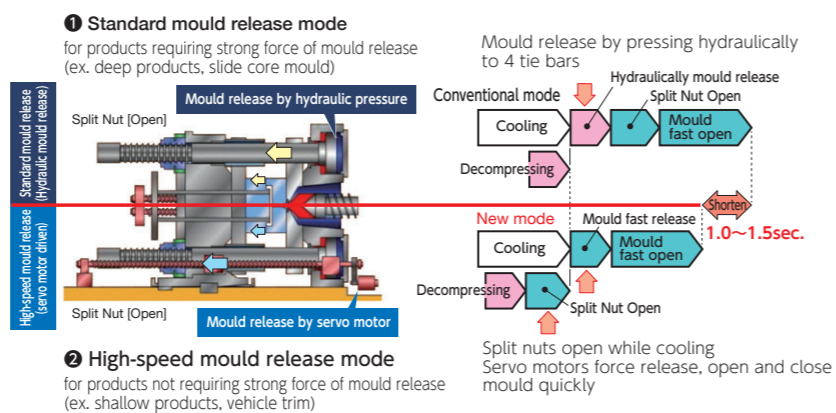 ❶ Standard mould release mode
for products requiring strong force of mould release
(ex. deep products, slide core mould)
Standard mould release
(Hydraulic mould release)
Split Nut [Open]
Mould release by hydraulic pressure
High-speed mould release
(servo motor driven)
Split Nut [Open]
Mould release by servo motor
❷ High-speed mould release mode
for products not requiring strong force of mould release
(ex. shallow products, vehicle trim)
Mould release by pressing hydraulically
to 4 tie bars
Hydraulically mould release
Conventional mode
Split Nut Open
Cooling
Mould
fast open
Decompressing
Shorten
New mode
Mould fast release
1.0～1.5sec.
Cooling
Mould
fast open
Decompressing
Split Nut Open
Split nuts open while cooling
Servo motors force release, open and close
mould quickly